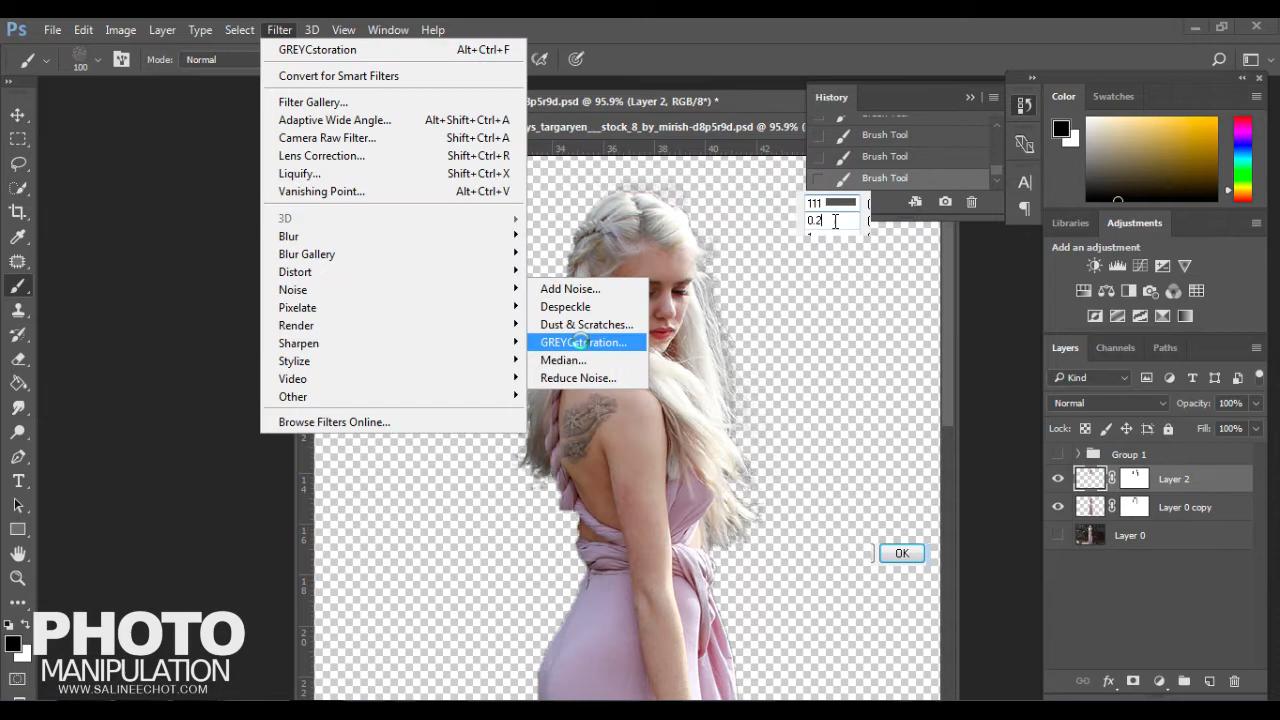 Ps File Edit Image Layer Type Select Filter 3D View Window Help
100 Mode: Normal
GREYCstoration Alt+Ctrl+F
Convert for Smart Filters
Filter Gallery...
Adaptive Wide Angle... Alt+Shift+Ctrl+A
Camera Raw Filter... Shift+Ctrl+A
Lens Correction... Shift+Ctrl+R
Liquify... Shift+Ctrl+X
Vanishing Point... Alt+Ctrl+V
3D
Blur
Blur Gallery
Distort
Noise
Pixelate
Render
Sharpen
Stylize
Video
Other
Browse Filters Online...
Add Noise...
Despeckle
Dust & Scratches...
GREYCstoration...
Median...
Reduce Noise...
8p5r9d.psd @ 95.9% (Layer 2, RGB/8*) *
ys_targaryen___stock_8_by_mirish-d8p5r9d.psd @ 95.9%
34 36 38 40 42
14
16
18
20
22
History
Brush Tool
Brush Tool
Brush Tool
111
0.2
OK
Color Swatches
Libraries Adjustments
Add an adjustment
Layers Channels Paths
Kind
Normal Opacity: 100%
Lock: Fill: 100%
Group 1
Layer 2
Layer 0 copy
Layer 0
PHOTO
MANIPULATION
WWW.SALINEECHOT.COM